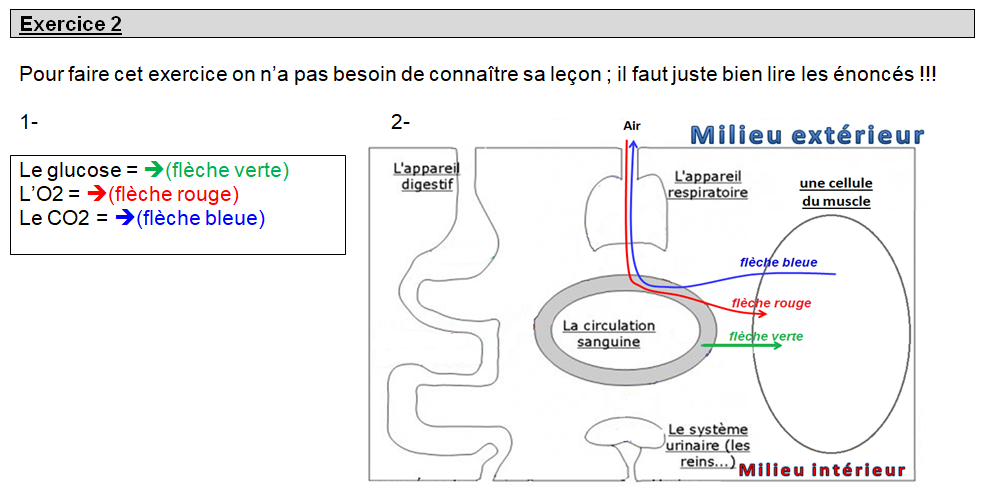 Exercice 2
Pour faire cet exercice on n’a pas besoin de connaître sa leçon ; il faut juste bien lire les énoncés !!!
1-
Le glucose = ➔(flèche verte)
L’O2 = ➔(flèche rouge)
Le CO2 = ➔(flèche bleue)
2-
Air
Milieu extérieur
L'appareil
digestif
L'appareil
respiratoire
une cellule
du muscle
flèche bleue
flèche rouge
flèche verte
La circulation
sanguine
Le système
urinaire (les
reins...)
Milieu intérieur